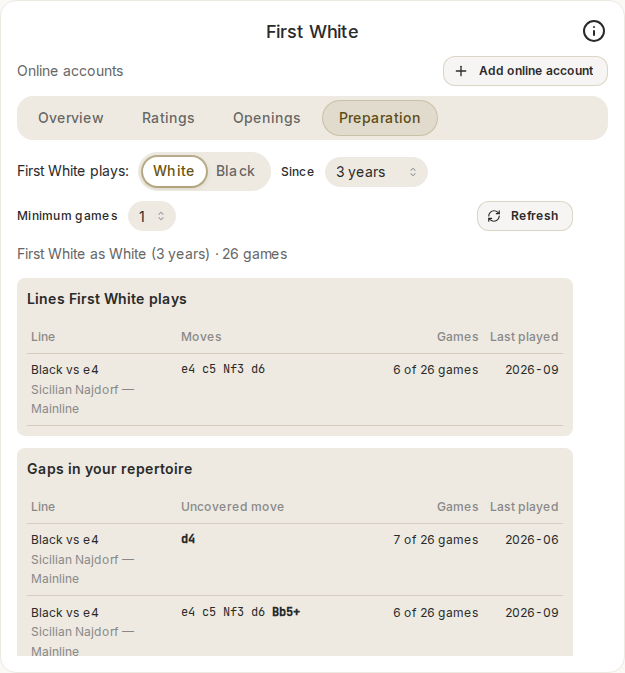 First White
Online accounts
Add online account
Overview Ratings Openings Preparation
First White plays: White Black Since 3 years
Minimum games 1 Refresh
First White as White (3 years) · 26 games
Lines First White plays
Line Moves Games Last played
Black vs e4 e4 c5 Nf3 d6 6 of 26 games 2026-09
Sicilian Najdorf —
Mainline
Gaps in your repertoire
Line Uncovered move Games Last played
Black vs e4 d4 7 of 26 games 2026-06
Sicilian Najdorf —
Mainline
Black vs e4 e4 c5 Nf3 d6 Bb5+ 6 of 26 games 2026-09
Sicilian Najdorf —
Mainline